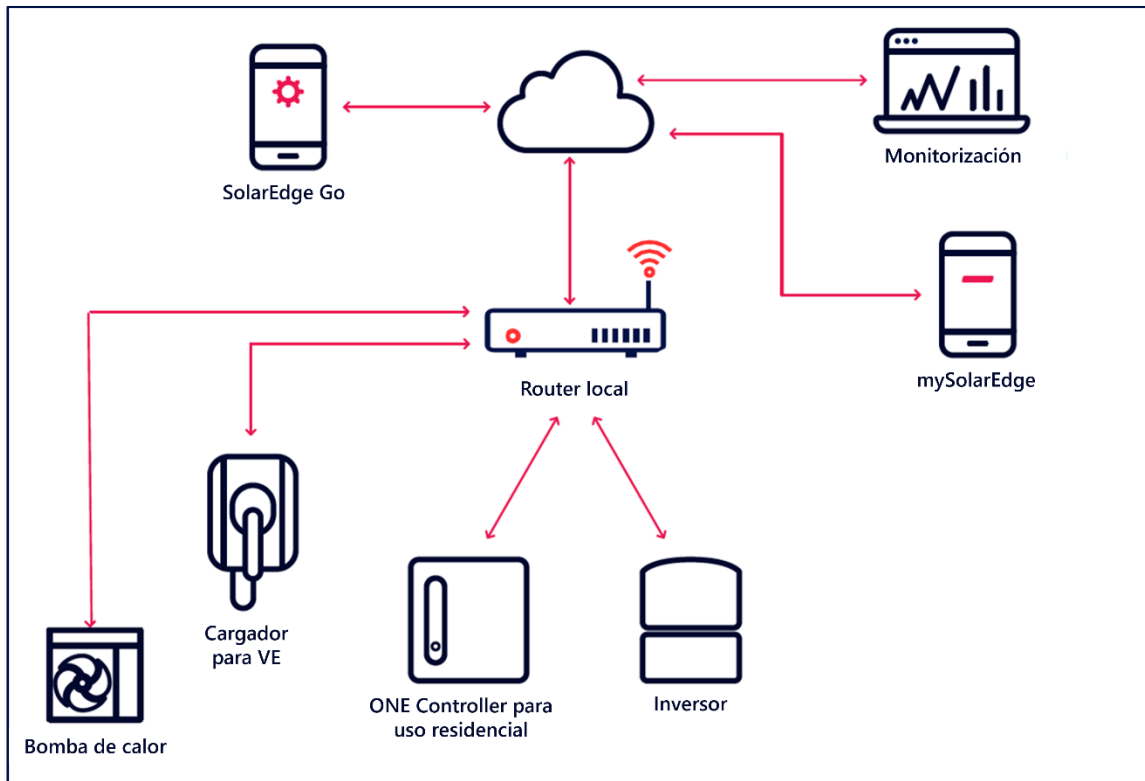 SolarEdge Go
Monitorización
mySolarEdge
Router local
Cargador
para VE
ONE Controller para
uso residencial
Inversor
Bomba de calor